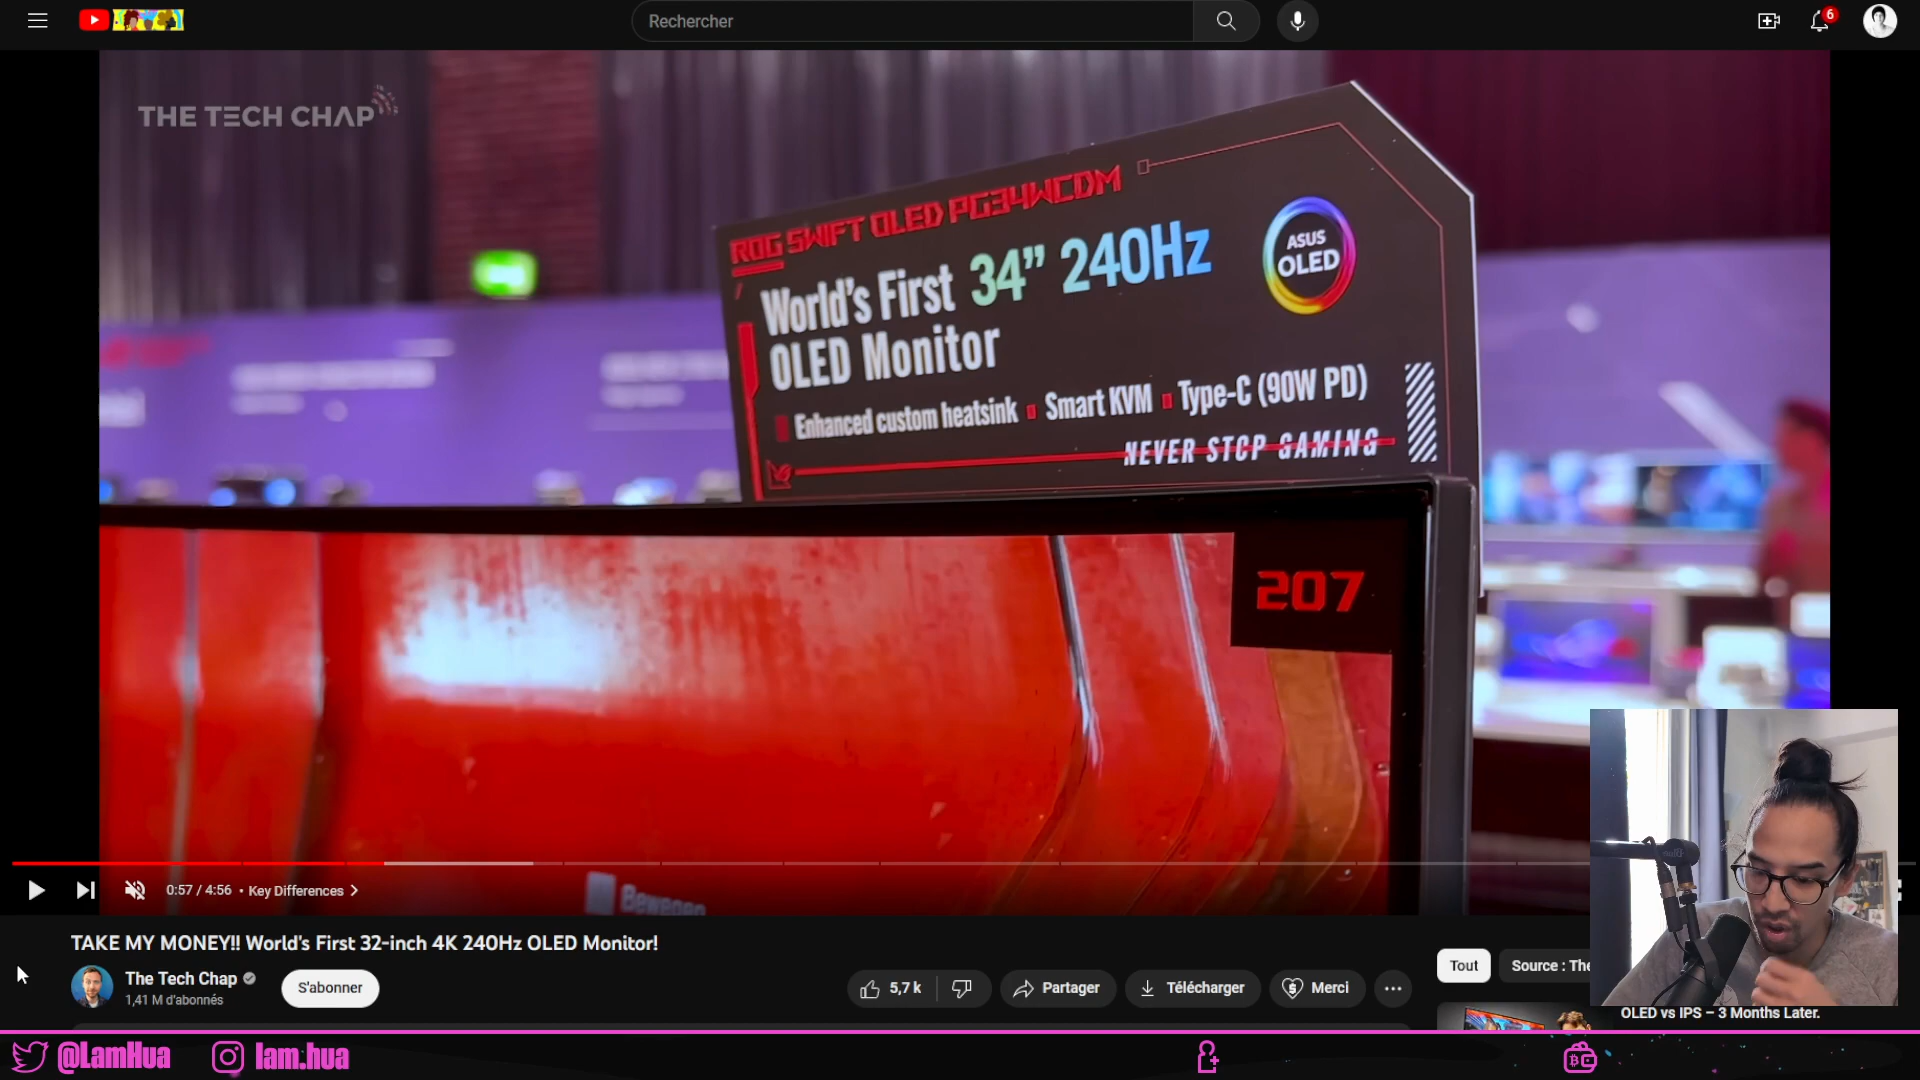 Rechercher
6
THE TECH CHAP
ROG SWIFT OLED PG34WCDM
World's First 34" 240Hz
OLED Monitor
ASUS
OLED
Enhanced custom heatsink ▪ Smart KVM ▪ Type-C (90W PD)
NEVER STOP GAMING
207
Bewegen
0:57 / 4:56 • Key Differences
TAKE MY MONEY!! World's First 32-inch 4K 240Hz OLED Monitor!
The Tech Chap
1,41 M d'abonnés
S'abonner
5,7 k
Partager
Télécharger
Merci
Tout
Source : The
OLED vs IPS – 3 Months Later.
@LamHua
lam.hua